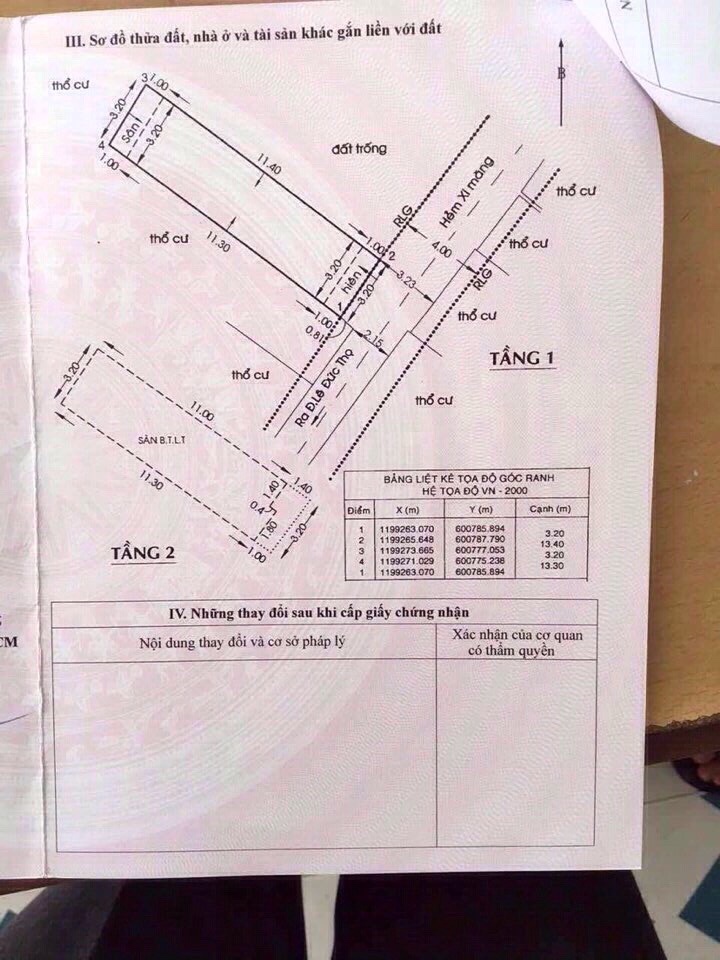 III. Sơ đồ thửa đất, nhà ở và tài sản khác gắn liền với đất
B
thổ cư
3
1.00
3.20
Sân
3.20
4
1.00
11.40
đất trống
thổ cư
11.30
RLG
Hẻm Xi măng
4.00
RLG
thổ cư
thổ cư
thổ cư
thổ cư
1.00
2
3.20
hiên
3.20
3.23
1
1.00
0.81
2.15
Ra Đ.Lê Đức Thọ
thổ cư
TẦNG 1
3.20
11.00
SÀN B.T.L.T
11.30
1.40
1.40
0.4
1.80
3.20
1.00
TẦNG 2
BẢNG LIỆT KÊ TỌA ĐỘ GÓC RANH
HỆ TỌA ĐỘ VN - 2000
Điểm X (m) Y (m) Cạnh (m)
1 1199263.070 600785.894
3.20
2 1199265.648 600787.790
13.40
3 1199273.665 600777.053
3.20
4 1199271.029 600775.236
13.30
1 1199263.070 600785.894
IV. Những thay đổi sau khi cấp giấy chứng nhận
Nội dung thay đổi và cơ sở pháp lý
Xác nhận của cơ quan
có thẩm quyền
CM
N